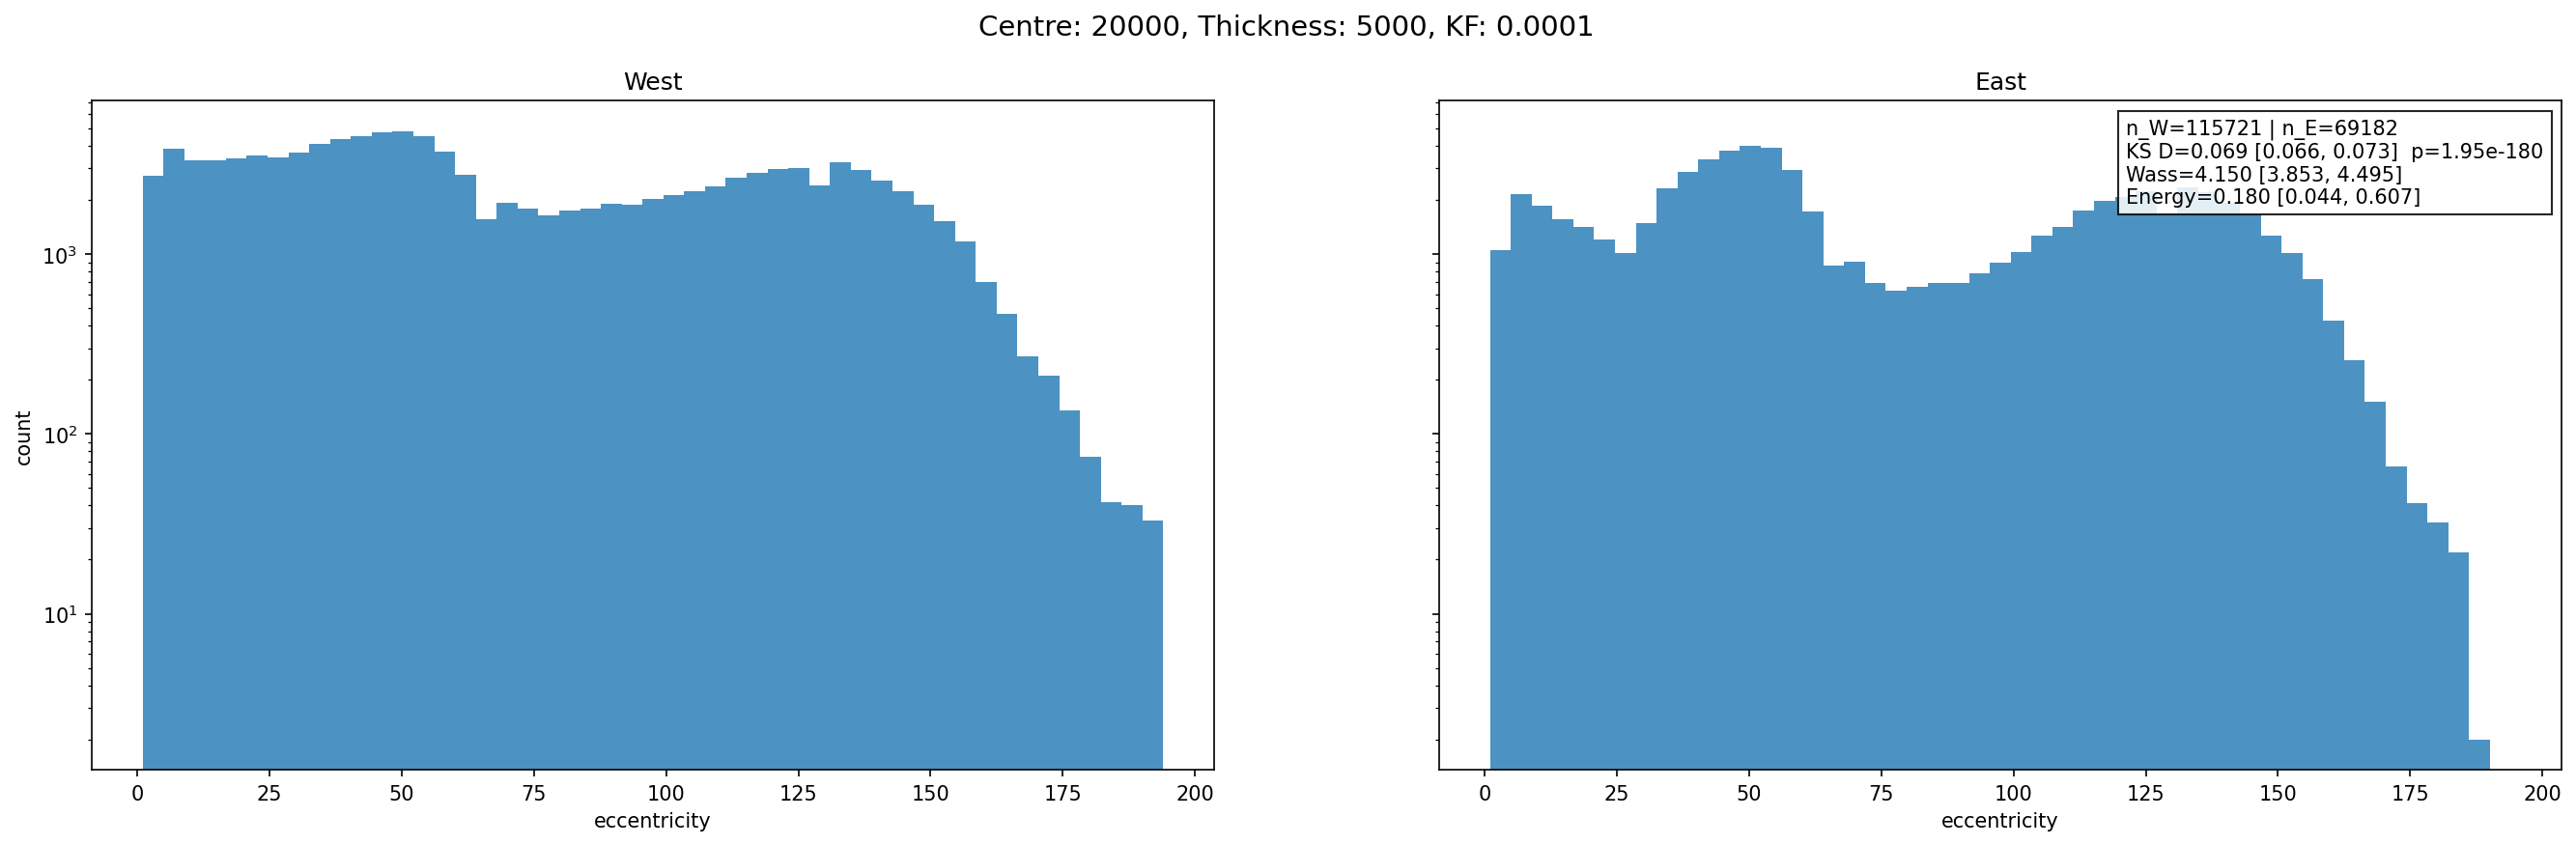 Centre: 20000, Thickness: 5000, KF: 0.0001
West
East
n_W=115721 | n_E=69182
KS D=0.069 [0.066, 0.073]  p=1.95e-180
Wass=4.150 [3.853, 4.495]
Energy=0.180 [0.044, 0.607]
count
10³
10²
10¹
0 25 50 75 100 125 150 175 200
eccentricity
0 25 50 75 100 125 150 175 200
eccentricity